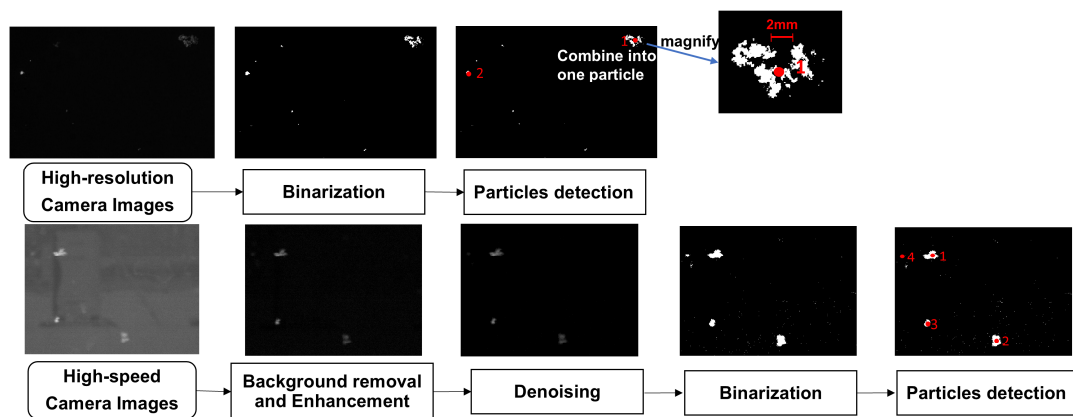 2mm
1
magnify
Combine into
one particle
2
1
High-resolution
Camera Images
Binarization
Particles detection
4
1
3
2
High-speed
Camera Images
Background removal
and Enhancement
Denoising
Binarization
Particles detection